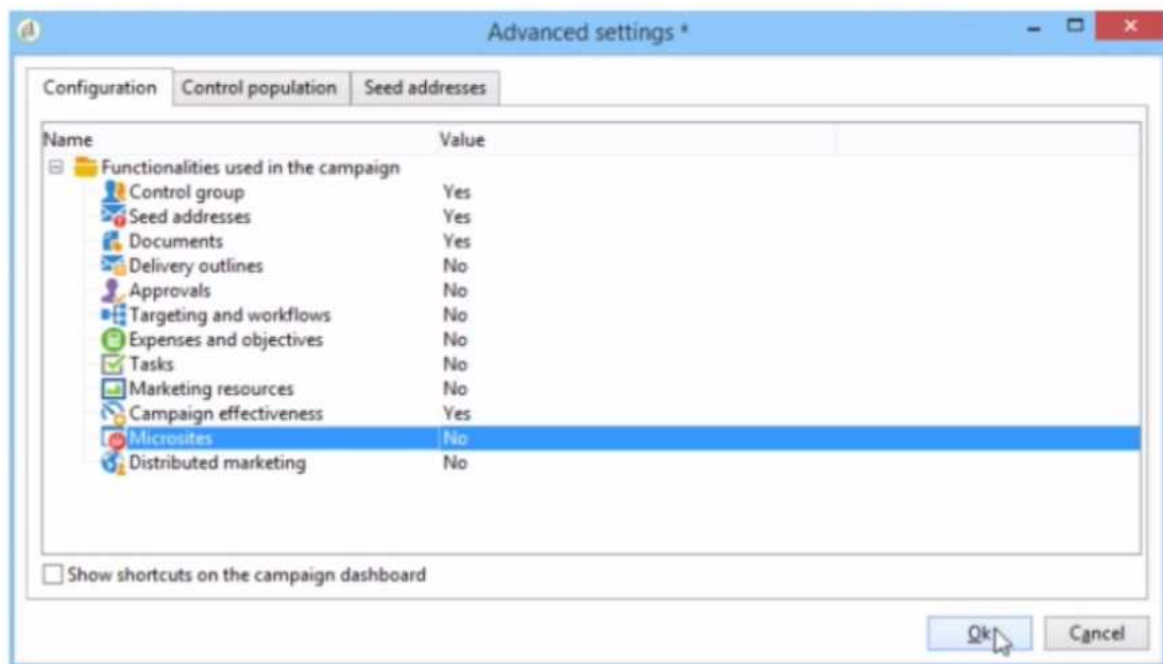 Advanced settings *
Configuration Control population Seed addresses
Name Value
Functionalities used in the campaign
Control group Yes
Seed addresses Yes
Documents Yes
Delivery outlines No
Approvals No
Targeting and workflows No
Expenses and objectives No
Tasks No
Marketing resources No
Campaign effectiveness Yes
Microsites No
Distributed marketing No
Show shortcuts on the campaign dashboard
Ok Cancel